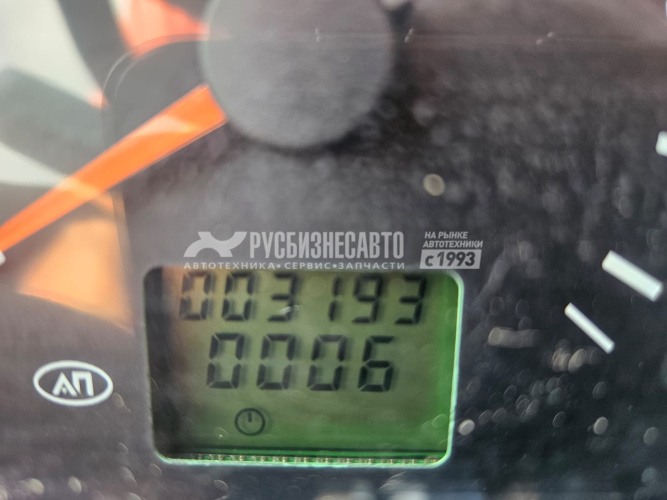 РУСБИЗНЕСАВТО
АВТОТЕХНИКА • СЕРВИС • ЗАПЧАСТИ
НА РЫНКЕ
АВТОТЕХНИКИ
с 1993
003193
0006
АП